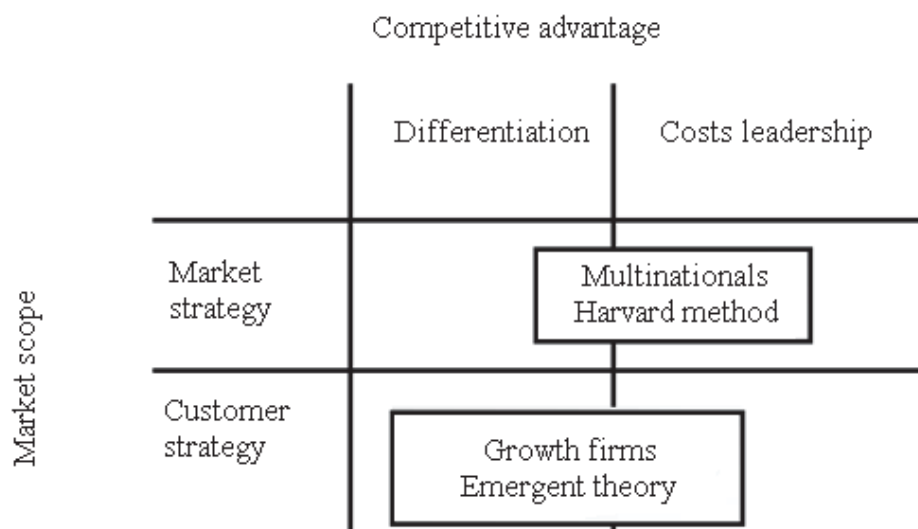 Competitive advantage
Differentiation
Costs leadership
Market scope
Market
strategy
Multinationals
Harvard method
Customer
strategy
Growth firms
Emergent theory